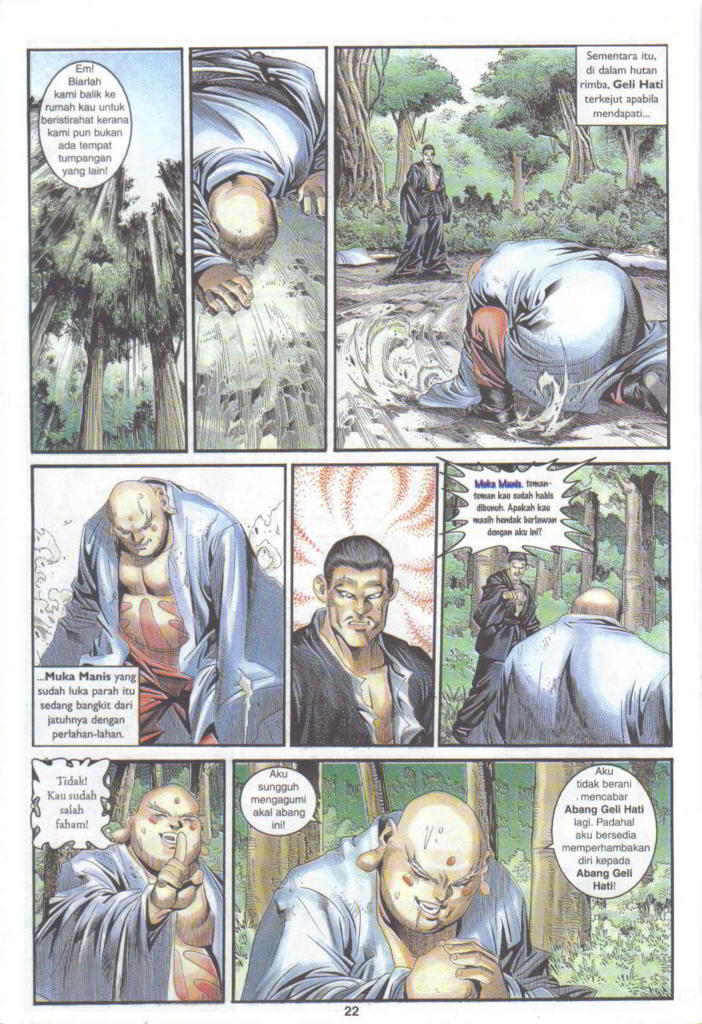 Em!
Biarlah
kami balik ke
rumah kau untuk
beristirahat kerana
kami pun bukan
ada tempat
tumpangan
yang lain!
Sementara itu,
di dalam hutan
rimba, Geli Hati
terkejut apabila
mendapati...
...Muka Manis yang
sudah luka parah itu
sedang bangkit dari
jatuhnya dengan
perlahan-lahan.
Muka Manis, teman-
teman kau sudah habis
dibunuh. Apakah kau
masih hendak berlawan
dengan aku ini?
Tidak!
Kau sudah
salah
faham!
Aku
sungguh
mengagumi
akal abang
ini!
Aku
tidak berani
mencabar
Abang Geli Hati
lagi. Padahal
aku bersedia
memperhambakan
diri kepada
Abang Geli
Hati!
22